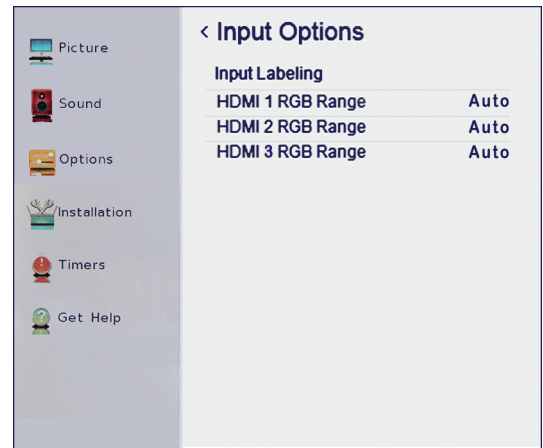 Picture
Sound
Options
Installation
Timers
Get Help
< Input Options
Input Labeling
HDMI 1 RGB Range Auto
HDMI 2 RGB Range Auto
HDMI 3 RGB Range Auto